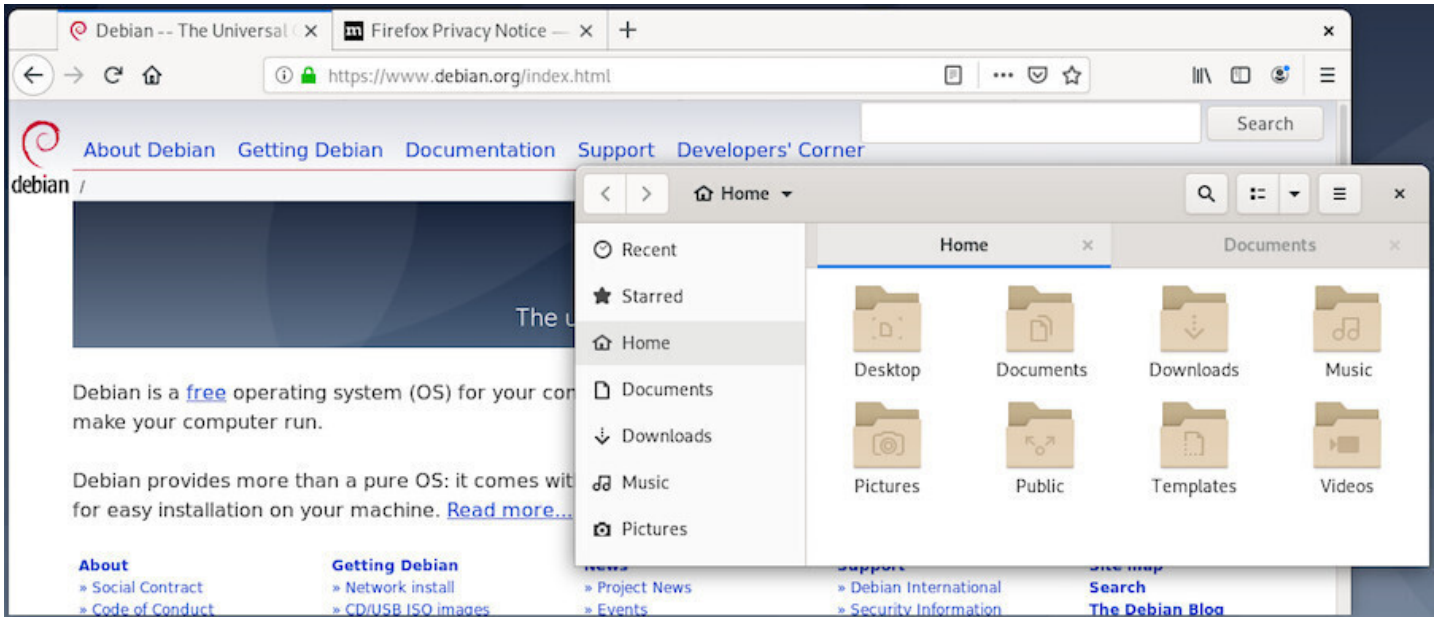 Debian -- The Universal
Firefox Privacy Notice —
https://www.debian.org/index.html
Search
About Debian Getting Debian Documentation Support Developers' Corner
debian /
Home
Recent
Home Documents
Starred
The u
Home
Desktop Documents Downloads Music
Debian is a free operating system (OS) for your con
Documents
make your computer run.
Downloads
Debian provides more than a pure OS: it comes wit
Music
Pictures Public Templates Videos
for easy installation on your machine. Read more...
Pictures
About Getting Debian News Support Site map
» Social Contract » Network install » Project News » Debian International Search
» Code of Conduct » CD/USB ISO images » Events » Security Information The Debian Blog